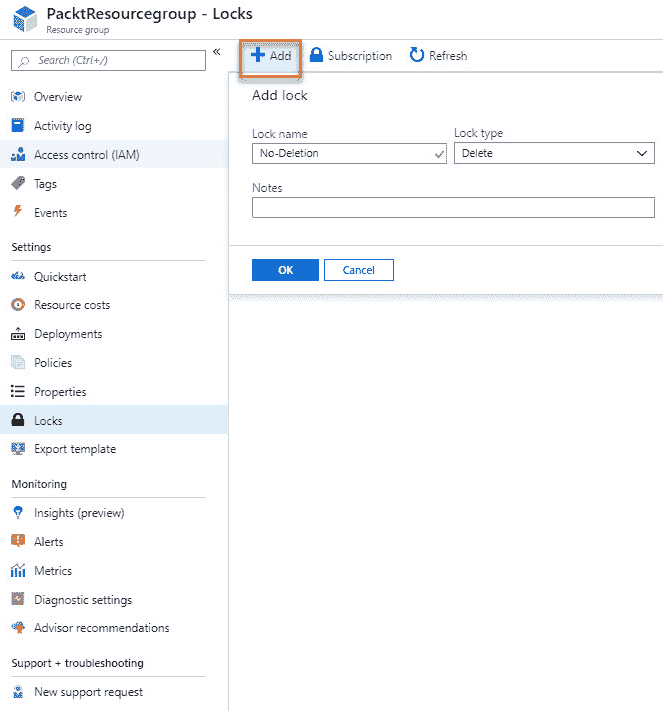 PacktResourcegroup - Locks
Resource group
Search (Ctrl+/)
«
Overview
Activity log
Access control (IAM)
Tags
Events
Settings
Quickstart
Resource costs
Deployments
Policies
Properties
Locks
Export template
Monitoring
Insights (preview)
Alerts
Metrics
Diagnostic settings
Advisor recommendations
Support + troubleshooting
New support request
Add Subscription Refresh
Add lock
Lock name Lock type
No-Deletion Delete
Notes
OK Cancel